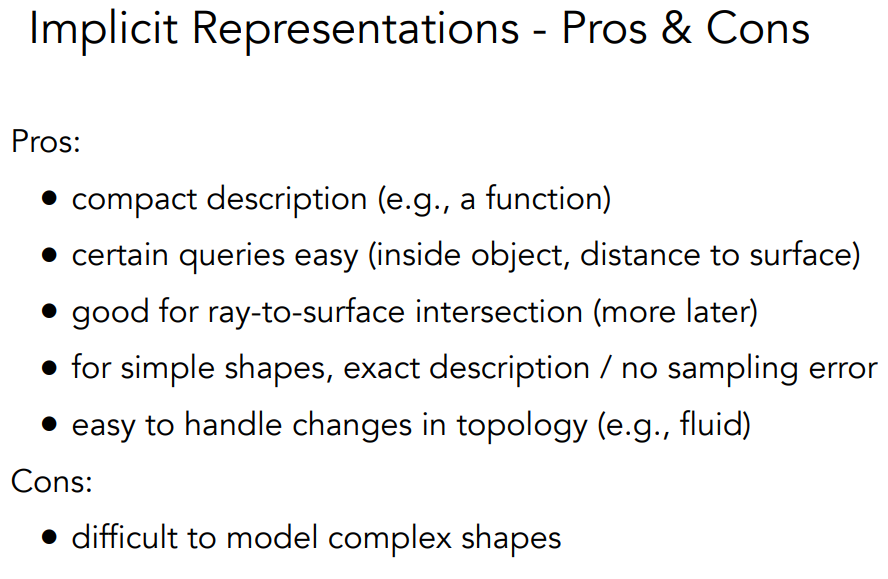 Implicit Representations - Pros & Cons
Pros:
● compact description (e.g., a function)
● certain queries easy (inside object, distance to surface)
● good for ray-to-surface intersection (more later)
● for simple shapes, exact description / no sampling error
● easy to handle changes in topology (e.g., fluid)
Cons:
● difficult to model complex shapes